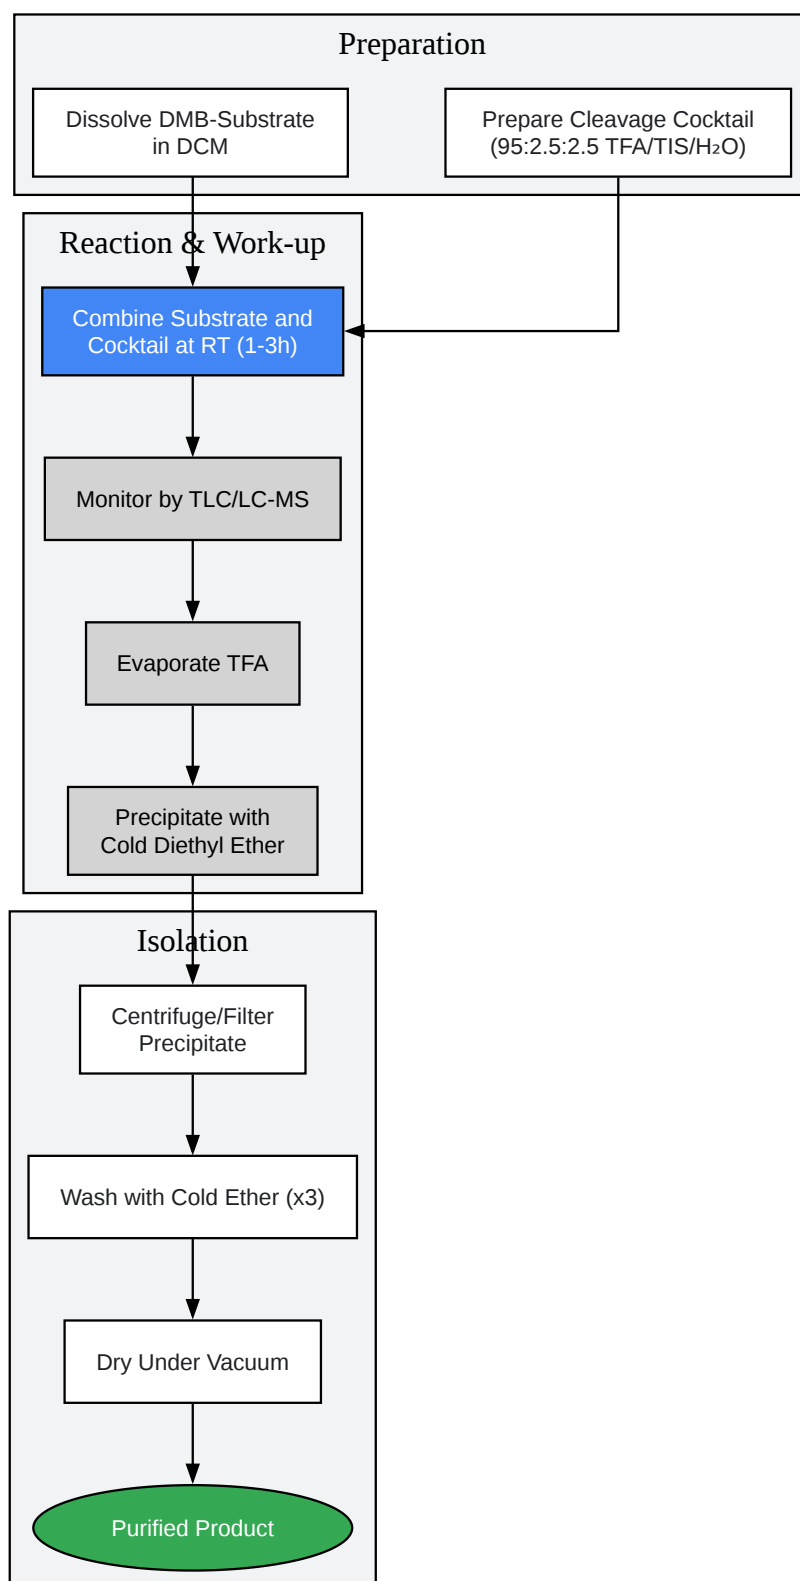 Preparation
Dissolve DMB-Substrate
in DCM
Prepare Cleavage Cocktail
(95:2.5:2.5 TFA/TIS/H₂O)
Reaction & Work-up
Combine Substrate and
Cocktail at RT (1-3h)
Monitor by TLC/LC-MS
Evaporate TFA
Precipitate with
Cold Diethyl Ether
Isolation
Centrifuge/Filter
Precipitate
Wash with Cold Ether (x3)
Dry Under Vacuum
Purified Product